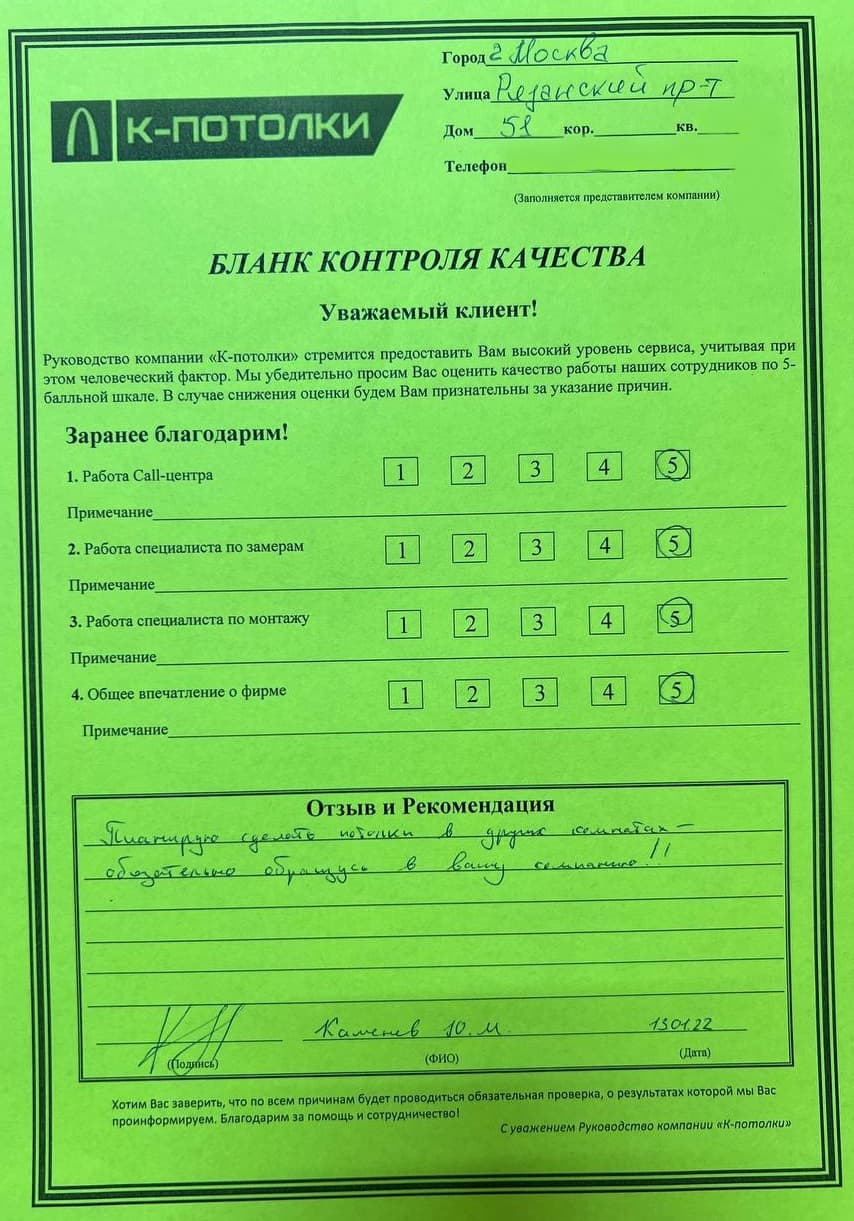 К-ПОТОЛКИ
Город г Москва
Улица Рязанский пр-т
Дом 51 кор. кв.
Телефон
(Заполняется представителем компании)
БЛАНК КОНТРОЛЯ КАЧЕСТВА
Уважаемый клиент!
Руководство компании «К-потолки» стремится предоставить Вам высокий уровень сервиса, учитывая при
этом человеческий фактор. Мы убедительно просим Вас оценить качество работы наших сотрудников по 5-
балльной шкале. В случае снижения оценки будем Вам признательны за указание причин.
Заранее благодарим!
1. Работа Call-центра 1 2 3 4 5
Примечание
2. Работа специалиста по замерам 1 2 3 4 5
Примечание
3. Работа специалиста по монтажу 1 2 3 4 5
Примечание
4. Общее впечатление о фирме 1 2 3 4 5
Примечание
Отзыв и Рекомендация
Планирую сделать потолки в других комнатах -
обязательно обращусь в вашу компанию!!
Каменев Ю.М. 13.01.22
(Подпись) (ФИО) (Дата)
Хотим Вас заверить, что по всем причинам будет проводиться обязательная проверка, о результатах которой мы Вас
проинформируем. Благодарим за помощь и сотрудничество!
С уважением Руководство компании «К-потолки»